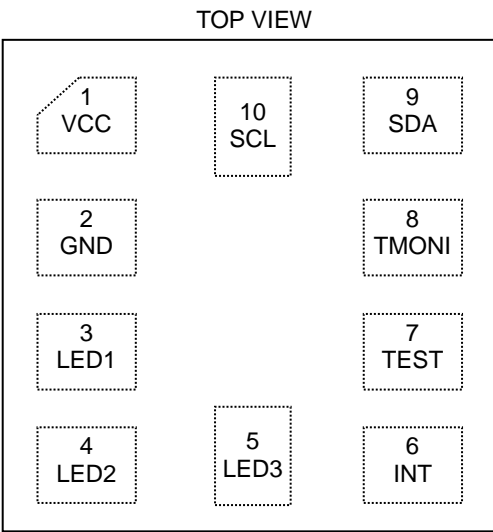 TOP VIEW
1
VCC
10
SCL
9
SDA
2
GND
8
TMONI
3
LED1
7
TEST
4
LED2
5
LED3
6
INT